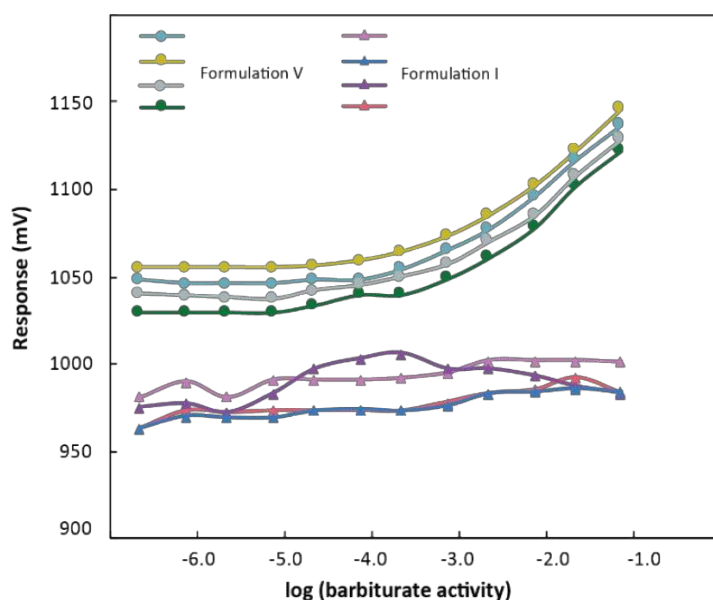 Formulation V
Formulation I
1150
1100
1050
1000
950
900
Response (mV)
-6.0 -5.0 -4.0 -3.0 -2.0 -1.0
log (barbiturate activity)